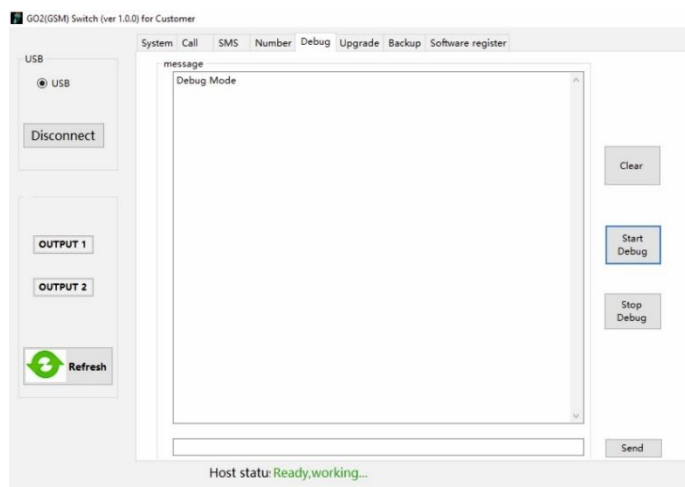 GO2(GSM) Switch (ver 1.0.0) for Customer
System Call SMS Number Debug Upgrade Backup Software register
USB
USB
Disconnect
OUTPUT 1
OUTPUT 2
Refresh
message
Debug Mode
Clear
Start
Debug
Stop
Debug
Send
Host statu: Ready,working...